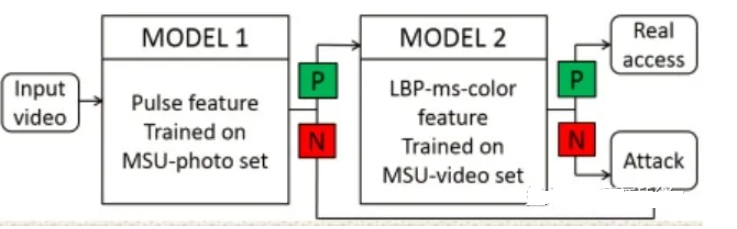 Input
video
MODEL 1
Pulse feature
Trained on
MSU-photo set
P
N
MODEL 2
LBP-ms-color
feature
Trained on
MSU-video set
P
N
Real
access
Attack